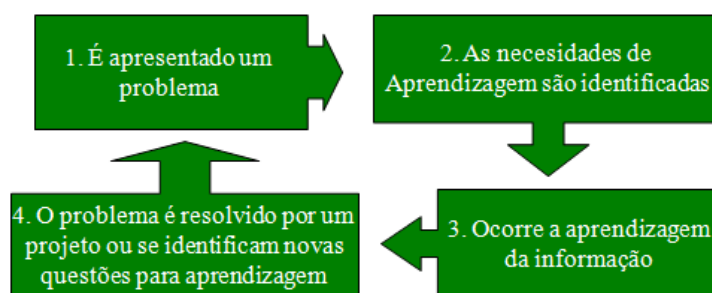 1. É apresentado um
problema
2. As necesidades de
Aprendizagem são identificadas
3. Ocorre a aprendizagem
da informação
4. O problema é resolvido por um
projeto ou se identificam novas
questões para aprendizagem